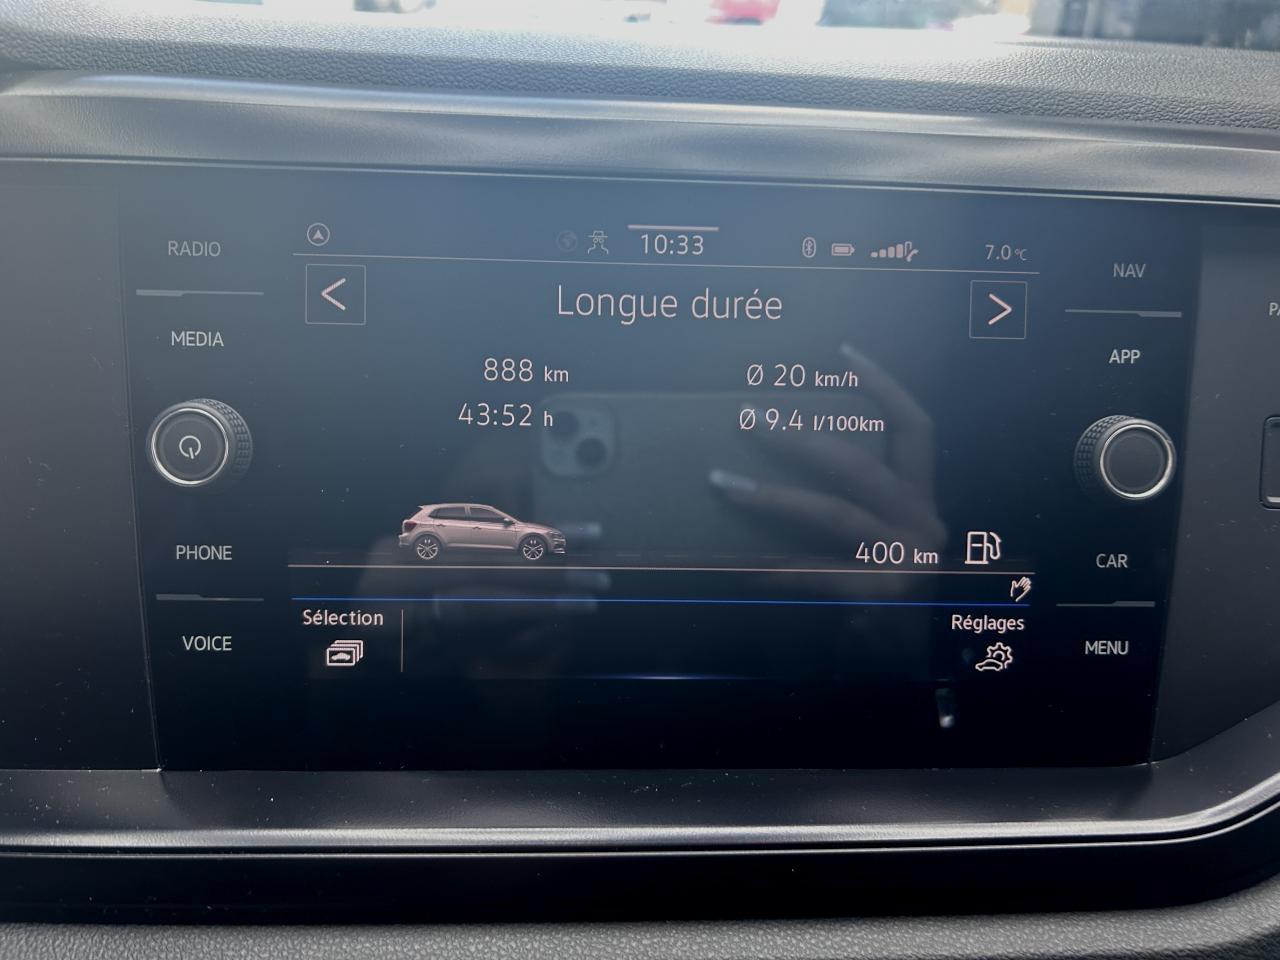 RADIO
MEDIA
PHONE
VOICE
10:33
7.0 °C
<
Longue durée
>
888 km
Ø 20 km/h
43:52 h
Ø 9.4 l/100km
400 km
Sélection
Réglages
NAV
APP
CAR
MENU